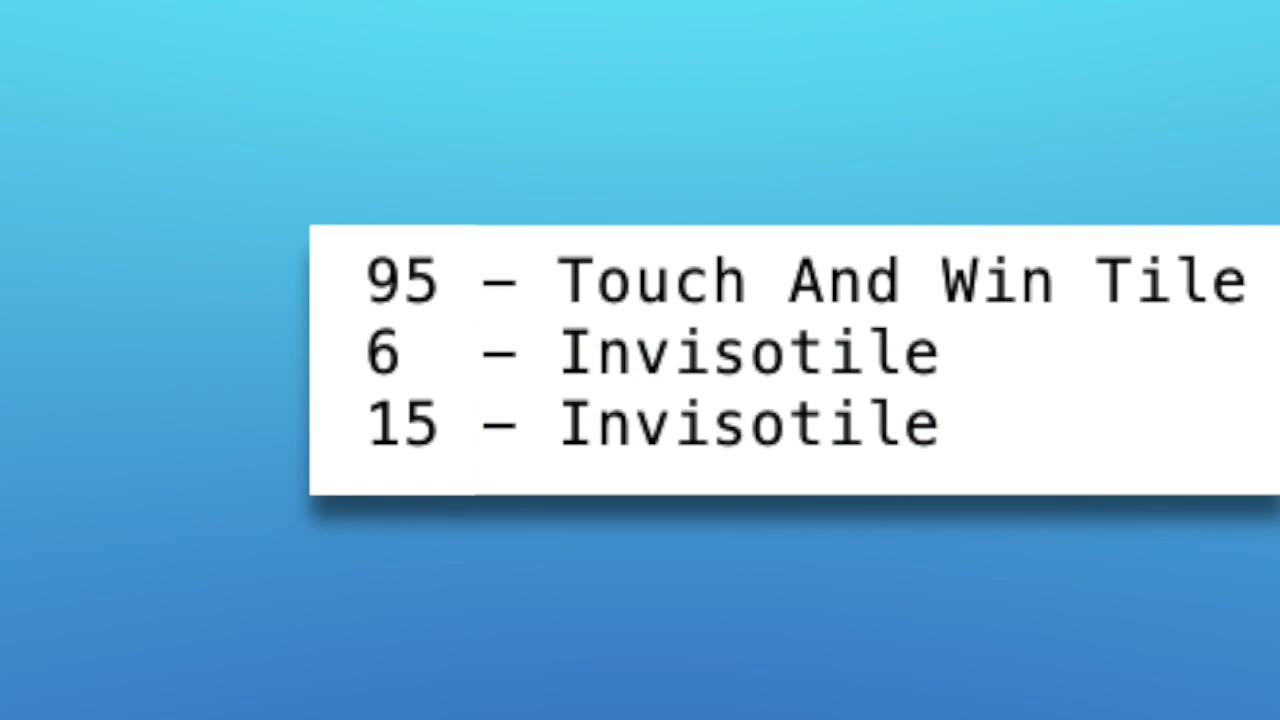 95 – Touch And Win Tile
6  – Invisotile
15 – Invisotile